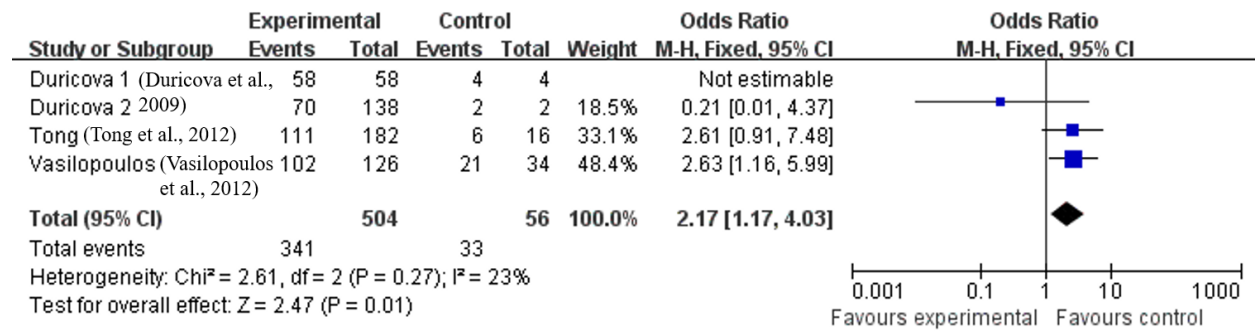 Experimental Control Odds Ratio Odds Ratio
Study or Subgroup Events Total Events Total Weight M-H, Fixed, 95% CI M-H, Fixed, 95% CI
Duricova 1 (Duricova et al., 58 58 4 4 Not estimable
Duricova 2 2009) 70 138 2 2 18.5% 0.21 [0.01, 4.37]
Tong (Tong et al., 2012) 111 182 6 16 33.1% 2.61 [0.91, 7.48]
Vasilopoulos (Vasilopoulos 102 126 21 34 48.4% 2.63 [1.16, 5.99]
et al., 2012)
Total (95% CI) 504 56 100.0% 2.17 [1.17, 4.03]
Total events 341 33
Heterogeneity: Chi² = 2.61, df = 2 (P = 0.27); I² = 23%
Test for overall effect: Z = 2.47 (P = 0.01)
0.001 0.1 1 10 1000
Favours experimental Favours control